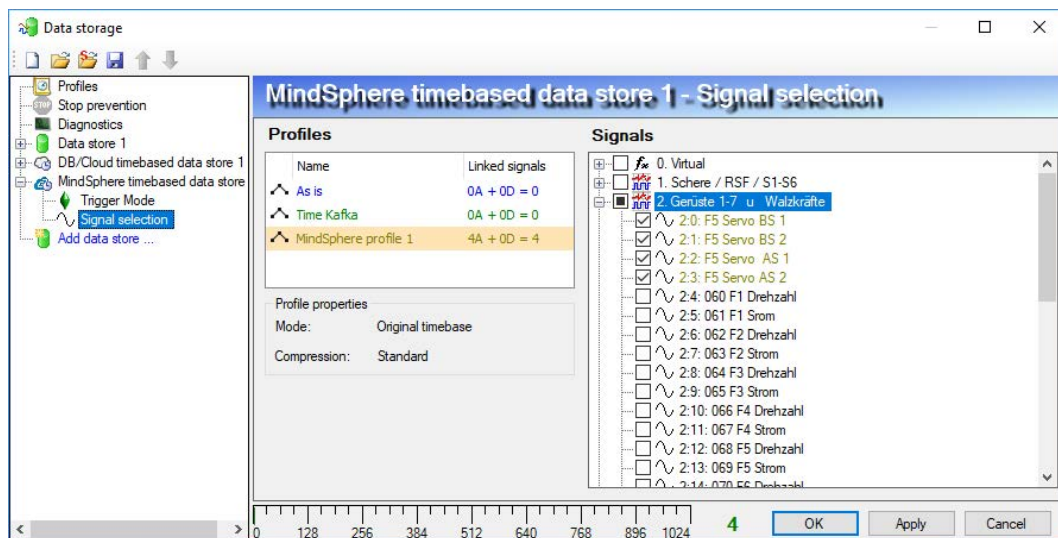 Data storage
Profiles
Stop prevention
Diagnostics
Data store 1
DB/Cloud timebased data store 1
MindSphere timebased data store
Trigger Mode
Signal selection
Add data store ...
MindSphere timebased data store 1 - Signal selection
Profiles
Name Linked signals
As is 0A + 0D = 0
Time Kafka 0A + 0D = 0
MindSphere profile 1 4A + 0D = 4
Profile properties
Mode: Original timebase
Compression: Standard
Signals
0. Virtual
1. Schere / RSF / S1-S6
2. Gerüste 1-7 u Walzkräfte
2:0: F5 Servo BS 1
2:1: F5 Servo BS 2
2:2: F5 Servo AS 1
2:3: F5 Servo AS 2
2:4: 060 F1 Drehzahl
2:5: 061 F1 Srom
2:6: 062 F2 Drehzahl
2:7: 063 F2 Strom
2:8: 064 F3 Drehzahl
2:9: 065 F3 Strom
2:10: 066 F4 Drehzahl
2:11: 067 F4 Strom
2:12: 068 F5 Drehzahl
2:13: 069 F5 Strom
2:14: 070 F6 Drehzahl
0 128 256 384 512 640 768 896 1024
4 OK Apply Cancel